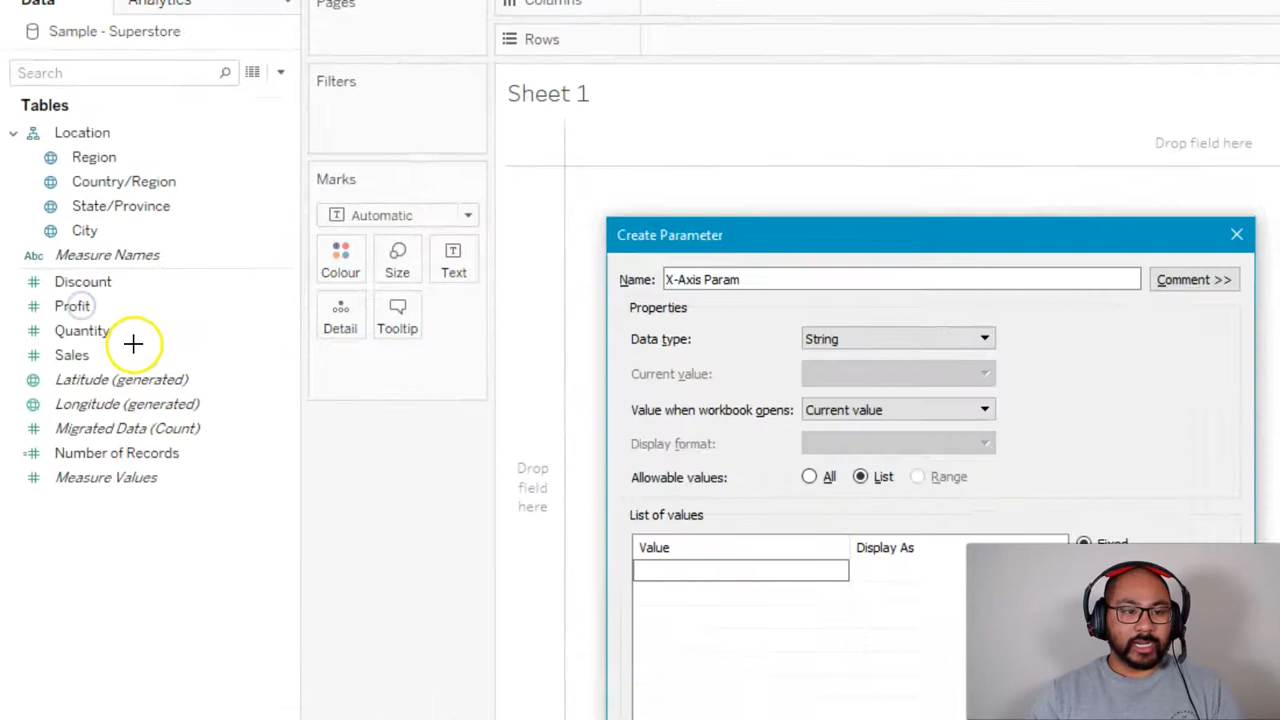 Data
Analytics
Pages
Columns
Sample - Superstore
Rows
Search
Filters
Sheet 1
Tables
Location
Drop field here
Region
Marks
Country/Region
Automatic
State/Province
City
Create Parameter
Measure Names
Colour
Size
Text
Name:
X-Axis Param
Comment >>
Discount
Properties
Profit
Detail
Tooltip
Quantity
Data type:
String
Sales
Current value:
Latitude (generated)
Value when workbook opens:
Current value
Longitude (generated)
Display format:
Migrated Data (Count)
Allowable values:
All
List
Range
Number of Records
Drop
field
here
Measure Values
List of values
Value
Display As
Fixed
Abc
T